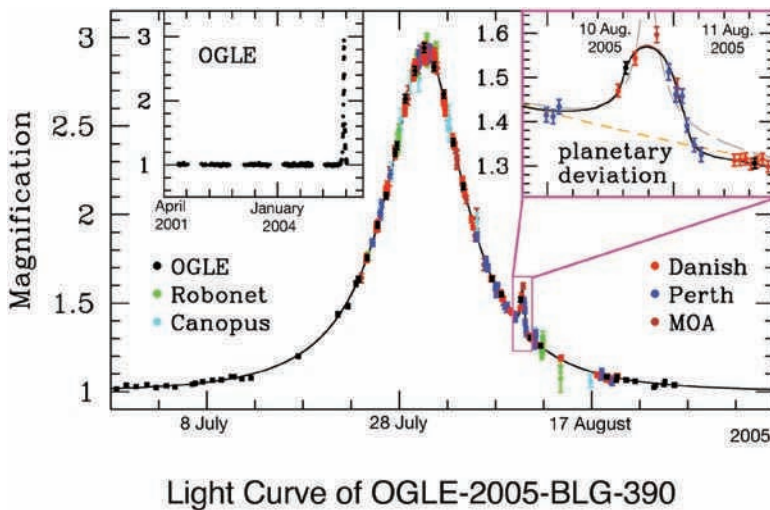 3
2.5
2
1.5
1
Magnification
3
2
1
OGLE
April
2001
January
2004
1.6
1.5
1.4
1.3
10 Aug.
2005
11 Aug.
2005
planetary
deviation
OGLE
Robonet
Canopus
Danish
Perth
MOA
8 July
28 July
17 August
2005
Light Curve of OGLE-2005-BLG-390